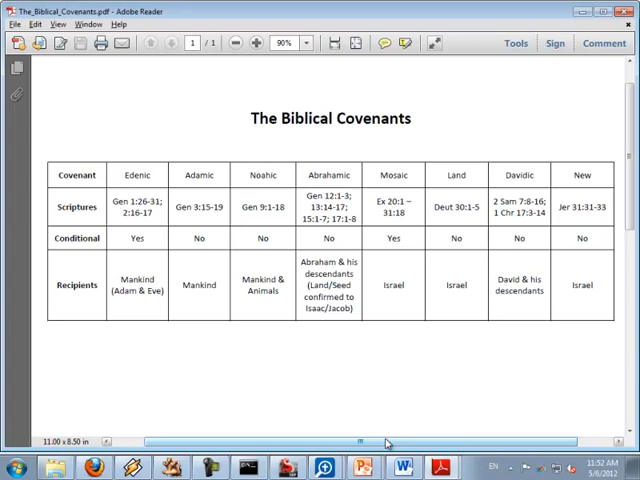 The_Biblical_Covenants.pdf - Adobe Reader
File Edit View Window Help
1 / 1 90% Tools Sign Comment
The Biblical Covenants
Covenant Edenic Adamic Noahic Abrahamic Mosaic Land Davidic New
Scriptures Gen 1:26-31; 2:16-17 Gen 3:15-19 Gen 9:1-18 Gen 12:1-3; 13:14-17; 15:1-7; 17:1-8 Ex 20:1 – 31:18 Deut 30:1-5 2 Sam 7:8-16; 1 Chr 17:3-14 Jer 31:31-33
Conditional Yes No No No Yes No No No
Recipients Mankind (Adam & Eve) Mankind Mankind & Animals Abraham & his descendants (Land/Seed confirmed to Isaac/Jacob) Israel Israel David & his descendants Israel
11.00 x 8.50 in
EN 11:52 AM
5/6/2012